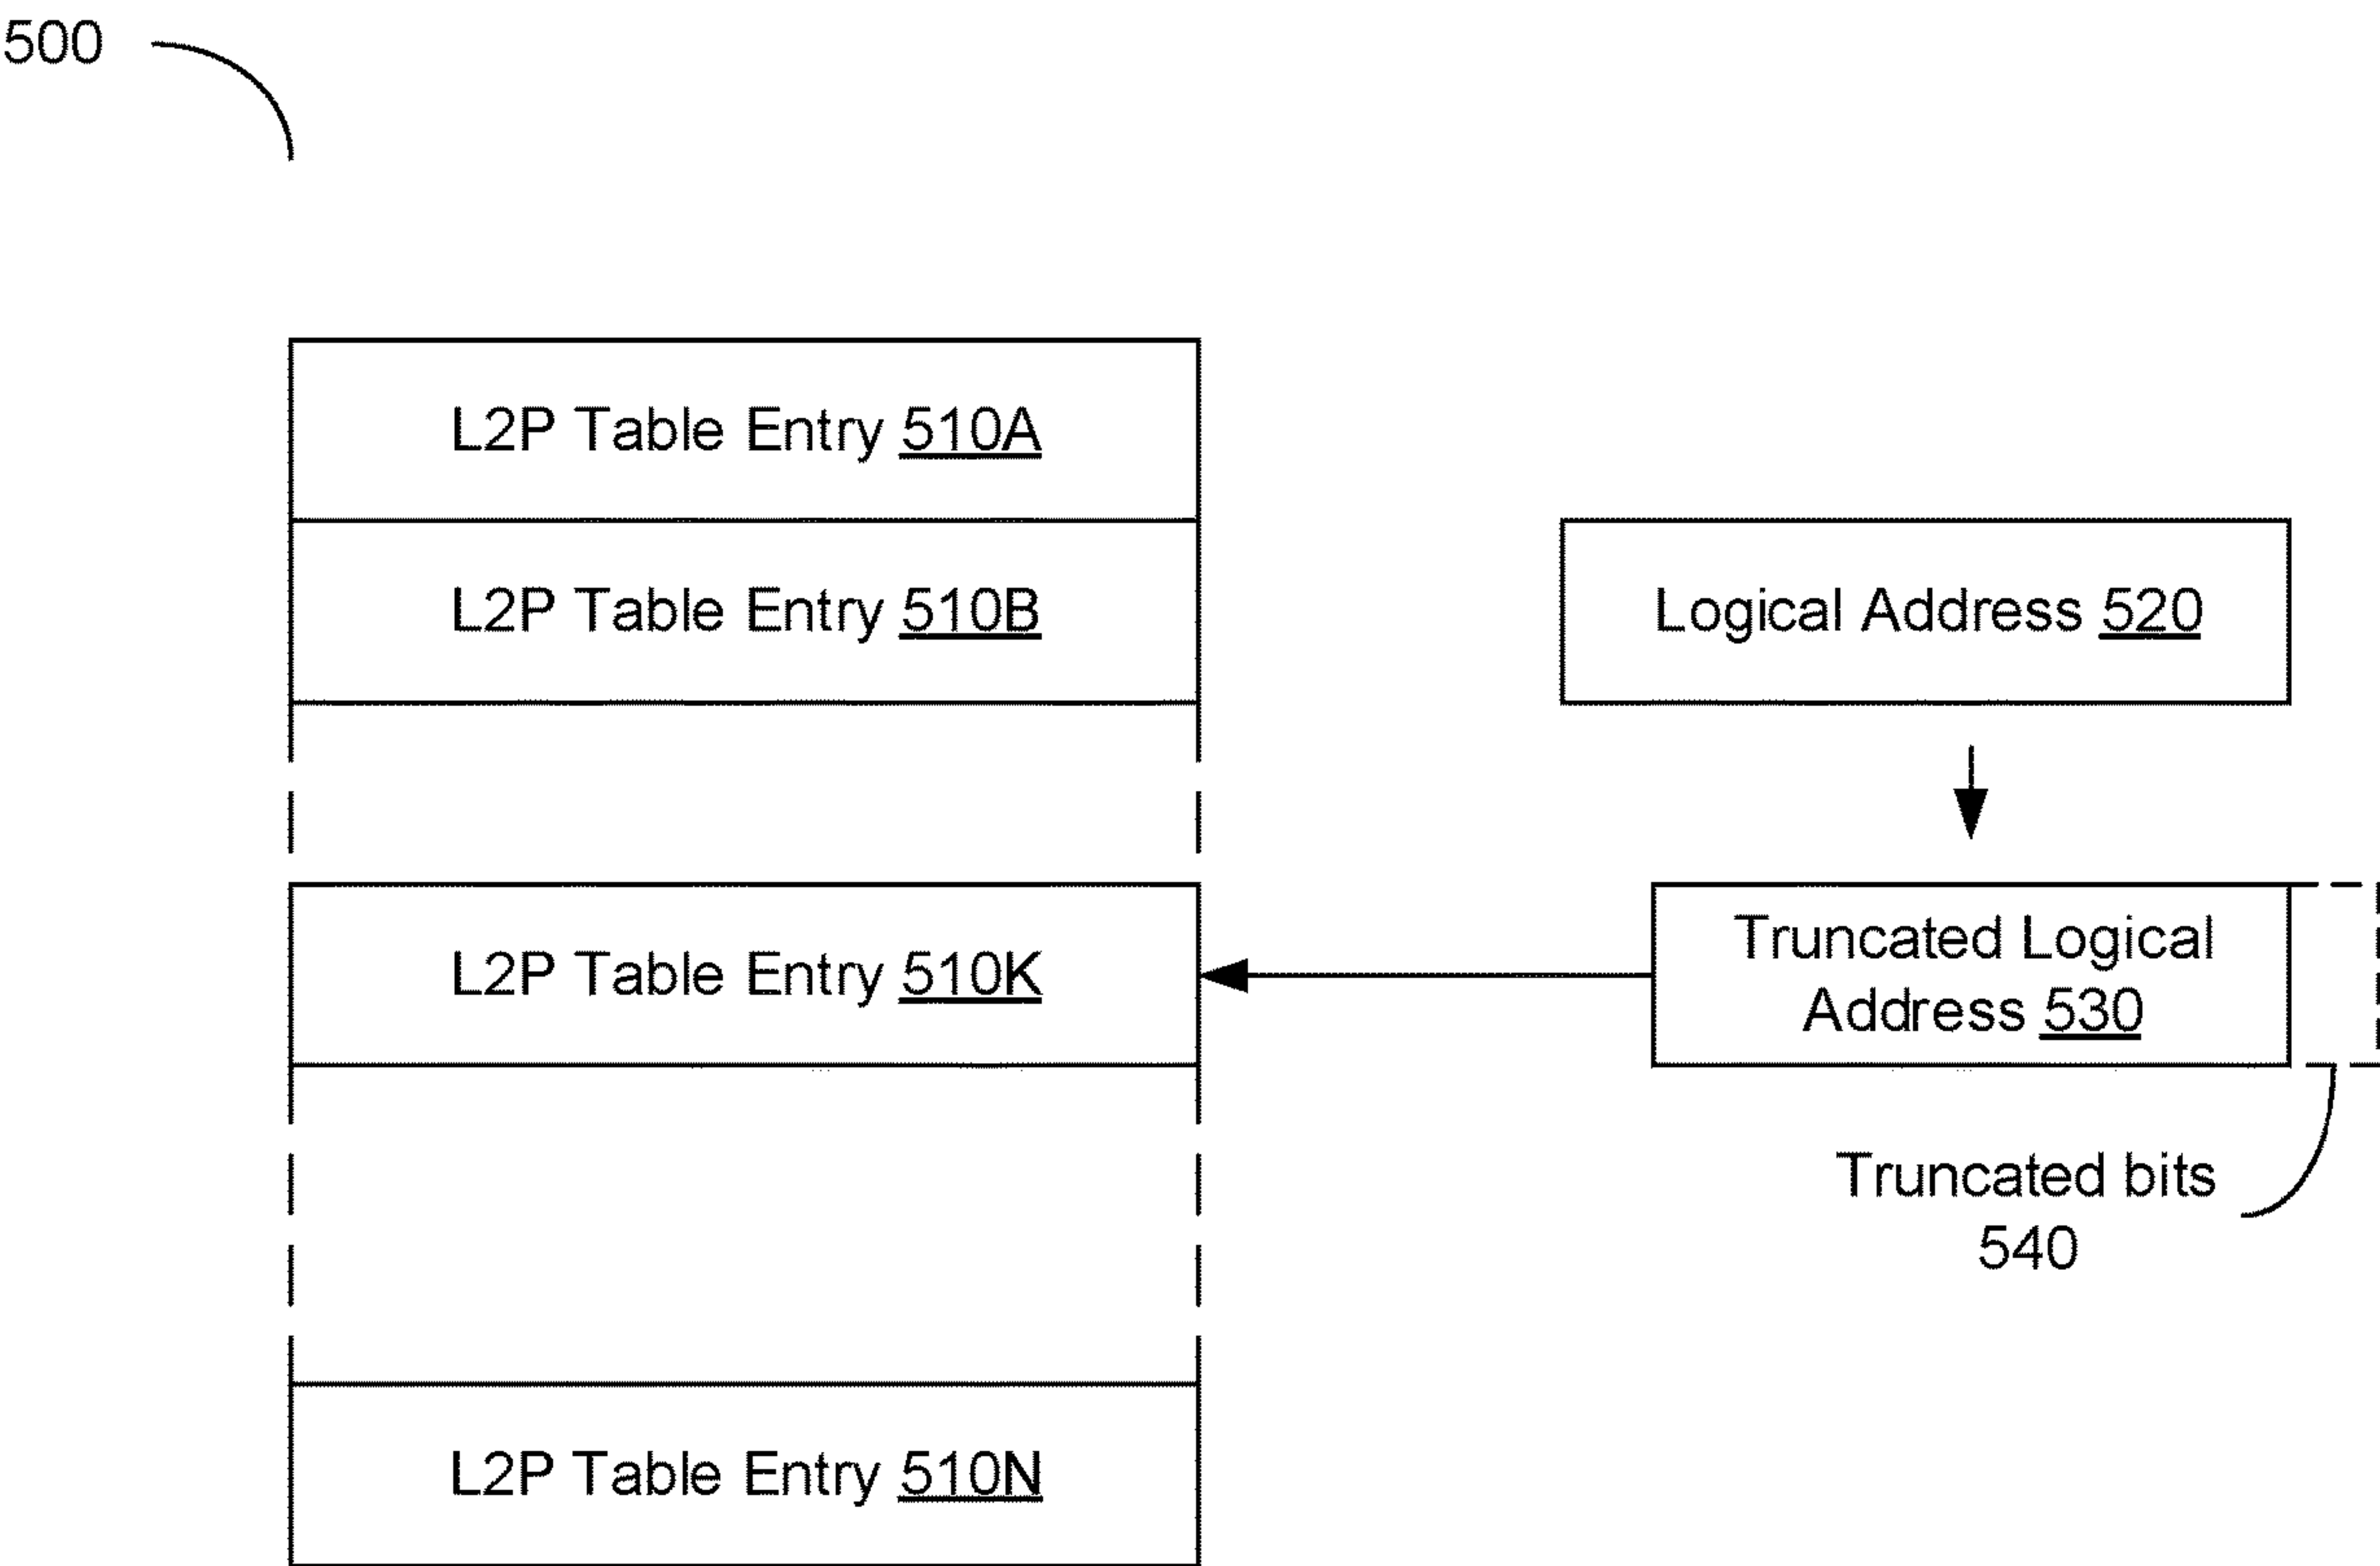 500
L2P Table Entry 510A
L2P Table Entry 510B
Logical Address 520
L2P Table Entry 510K
Truncated Logical
Address 530
Truncated bits
540
L2P Table Entry 510N